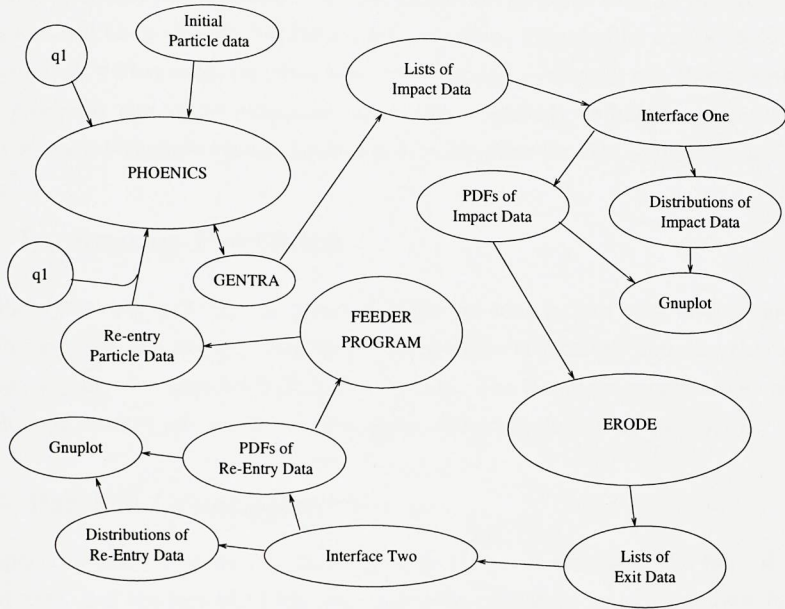 Initial
Particle data
q1
Lists of
Impact Data
Interface One
PHOENICS
PDFs of
Impact Data
Distributions of
Impact Data
q1
GENTRA
Gnuplot
Re-entry
Particle Data
FEEDER
PROGRAM
ERODE
Gnuplot
PDFs of
Re-Entry Data
Distributions of
Re-Entry Data
Interface Two
Lists of
Exit Data